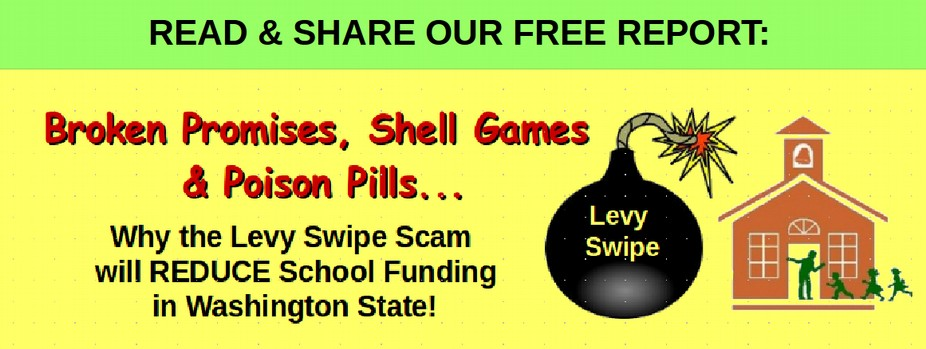 READ & SHARE OUR FREE REPORT:
Broken Promises, Shell Games
& Poison Pills...
Why the Levy Swipe Scam
will REDUCE School Funding
in Washington State!
Levy
Swipe